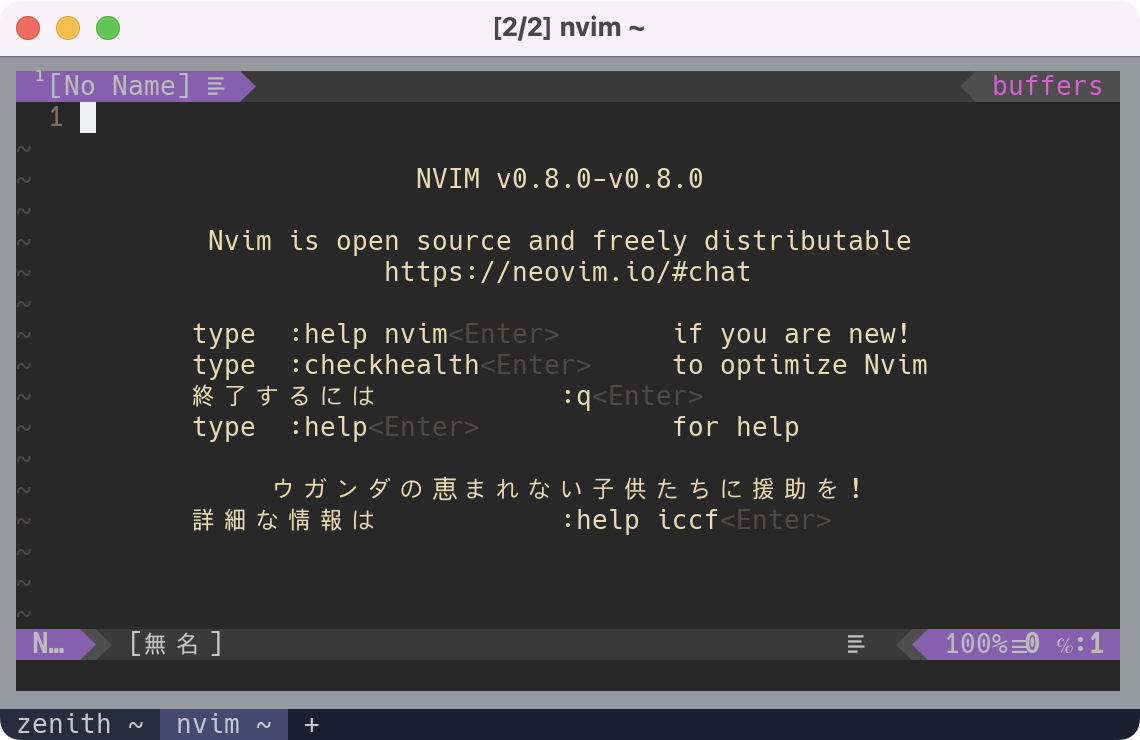 [2/2] nvim ~
1[No Name]
buffers
1
~
~
NVIM v0.8.0-v0.8.0
~
~
Nvim is open source and freely distributable
~
https://neovim.io/#chat
~
~
type :help nvim<Enter> if you are new!
~
type :checkhealth<Enter> to optimize Nvim
~
終了するには :q<Enter>
~
type :help<Enter> for help
~
~
ウガンダの恵まれない子供たちに援助を!
~
詳細な情報は :help iccf<Enter>
~
~
~
~
N… [無名] 100%≡0 ℅:1
zenith ~ nvim ~ +